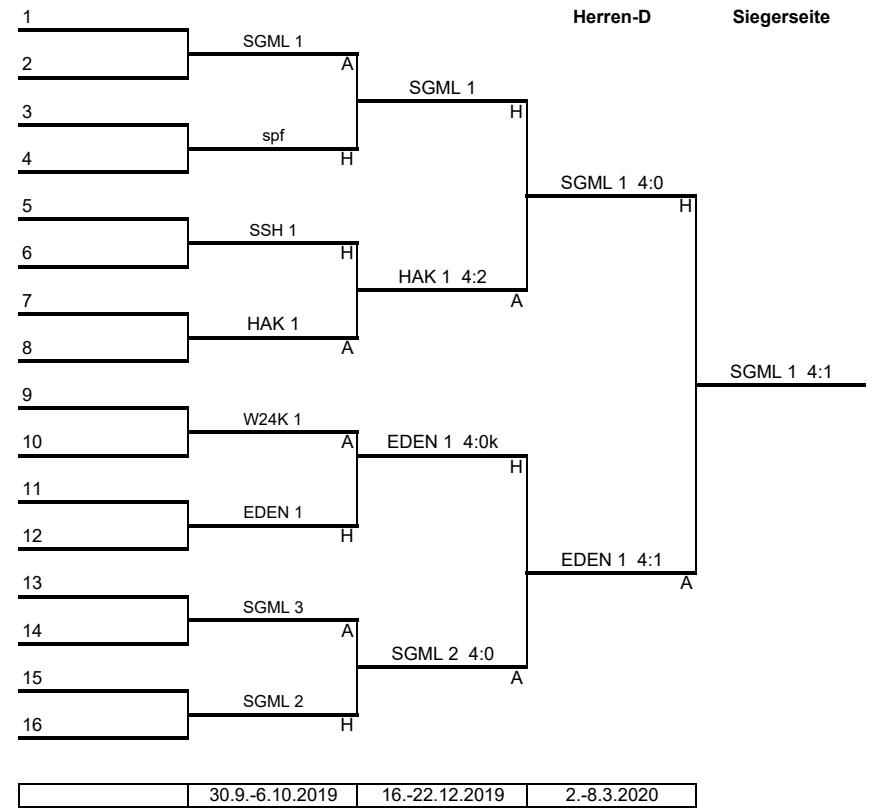 1 Herren-D Siegerseite
SGML 1
2 A
SGML 1
3 H
spf
4 H
SGML 1 4:0
5 H
SSH 1
6 H
HAK 1 4:2
7 A
HAK 1
8 A
SGML 1 4:1
9
W24K 1
10 A EDEN 1 4:0k
H
11
EDEN 1
12 H
EDEN 1 4:1
13 A
SGML 3
14 A
SGML 2 4:0
15 A
SGML 2
16 H
30.9.-6.10.2019 16.-22.12.2019 2.-8.3.2020